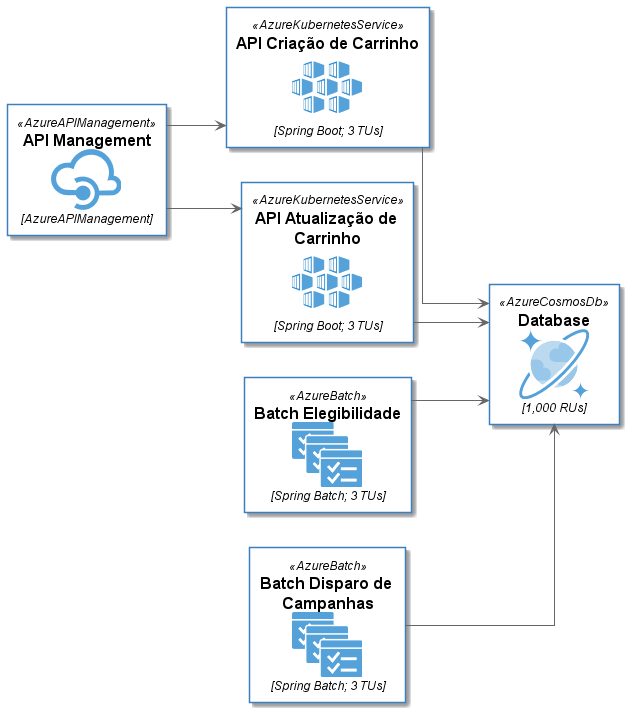 «AzureAPIManagement»
API Management
[AzureAPIManagement]
«AzureKubernetesService»
API Criação de Carrinho
[Spring Boot; 3 TUs]
«AzureKubernetesService»
API Atualização de
Carrinho
[Spring Boot; 3 TUs]
«AzureBatch»
Batch Elegibilidade
[Spring Batch; 3 TUs]
«AzureBatch»
Batch Disparo de
Campanhas
[Spring Batch; 3 TUs]
«AzureCosmosDb»
Database
[1,000 RUs]